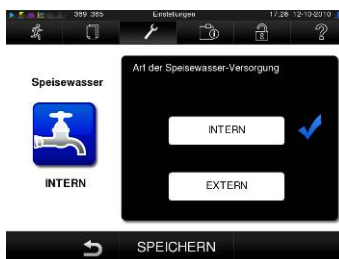 389.385 Einstellungen 17:28 12-10-2010
Speisewasser
Art der Speisewasser-Versorgung
INTERN
INTERN
EXTERN
SPEICHERN